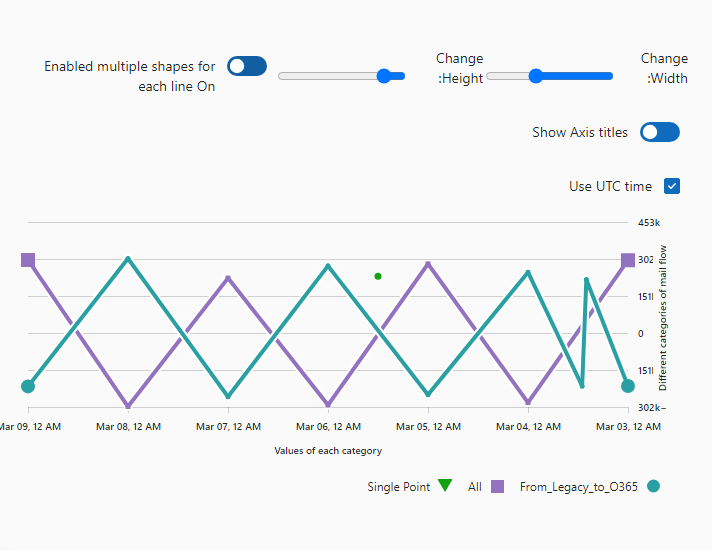 Enabled multiple shapes for
each line On
Change
:Height
Change
:Width
Show Axis titles
Use UTC time
453k
302
151
0
151
302k–
Different categories of mail flow
Mar 09, 12 AM
Mar 08, 12 AM
Mar 07, 12 AM
Mar 06, 12 AM
Mar 05, 12 AM
Mar 04, 12 AM
Mar 03, 12 AM
Values of each category
Single Point
All
From_Legacy_to_O365